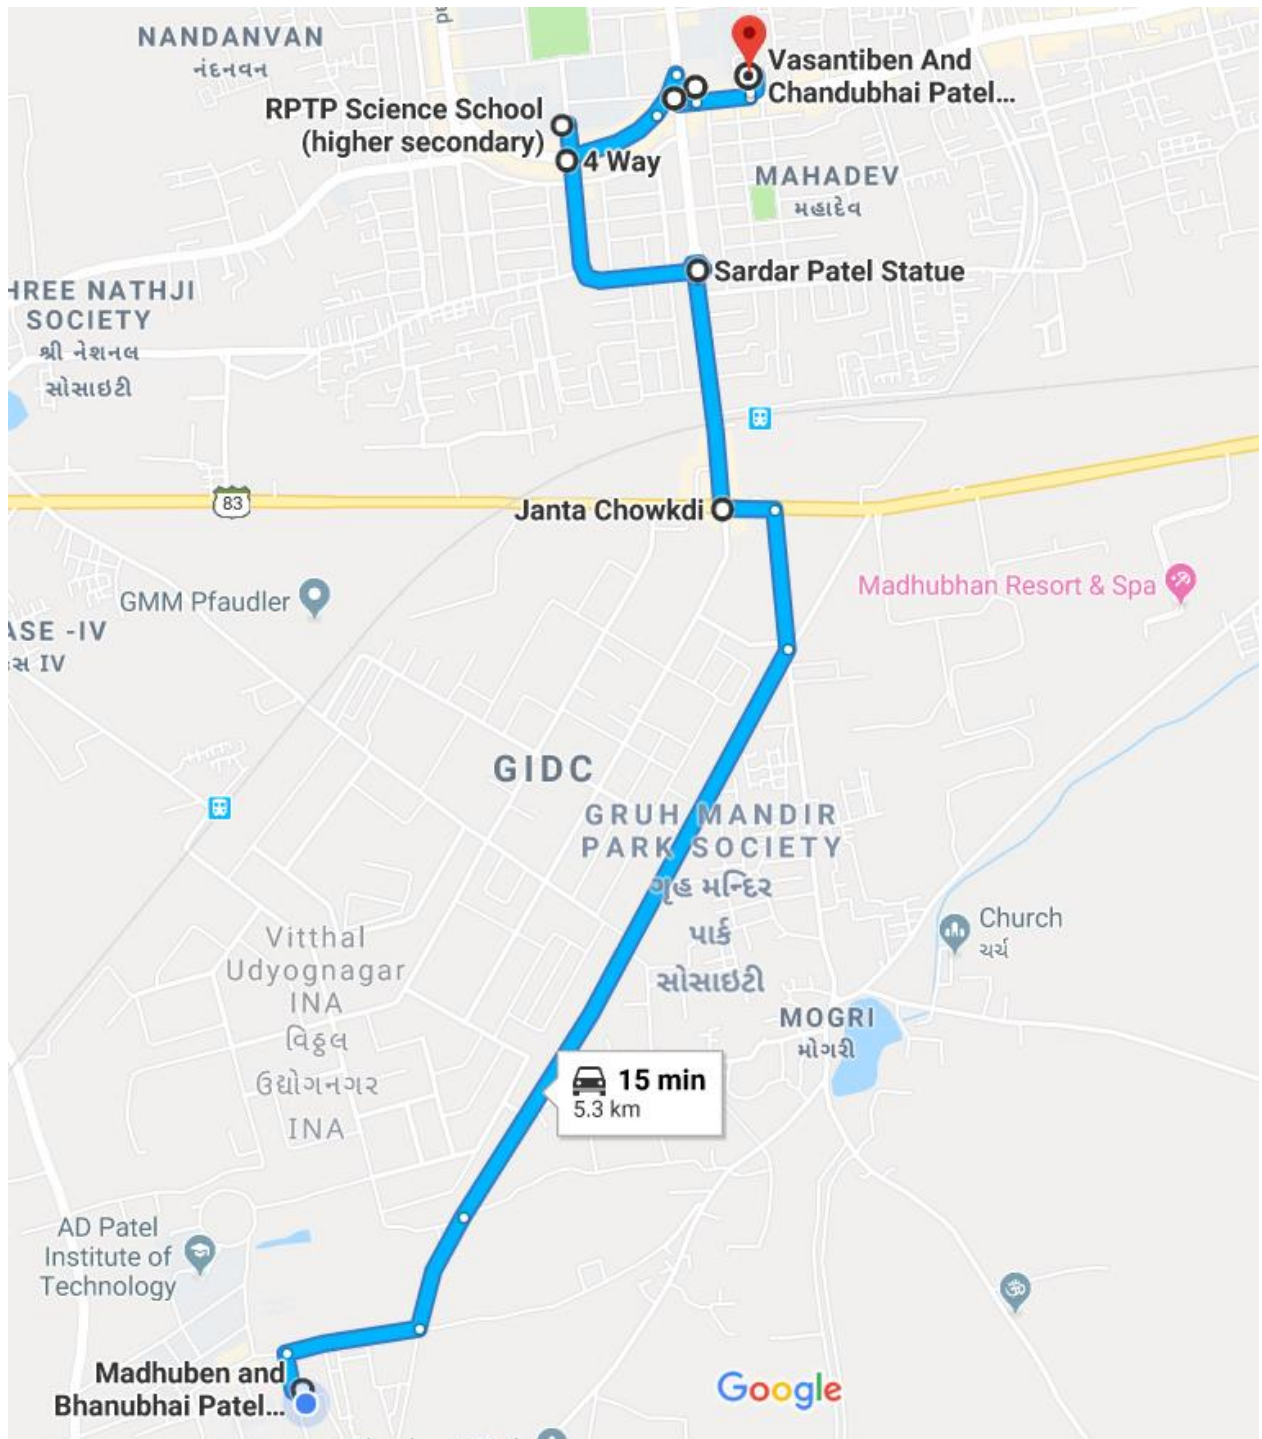 NANDANVAN
નંદનવન
Vasantiben And
Chandubhai Patel...
RPTP Science School
(higher secondary)
4 Way
MAHADEV
મહાદેવ
Sardar Patel Statue
HREE NATHJI
SOCIETY
શ્રી નેશનલ
સોસાઇટી
83
Janta Chowkdi
Madhubhan Resort & Spa
GMM Pfaudler
ASE -IV
સ IV
GIDC
GRUH MANDIR
PARK SOCIETY
ગૃહ મન્દિર
પાર્ક
સોસાઇટી
Church
ચર્ચ
Vitthal
Udyognagar
INA
વિઠ્ઠલ
ઉદ્યોગનગર
INA
MOGRI
મોગરી
15 min
5.3 km
AD Patel
Institute of
Technology
Madhuben and
Bhanubhai Patel...
Google